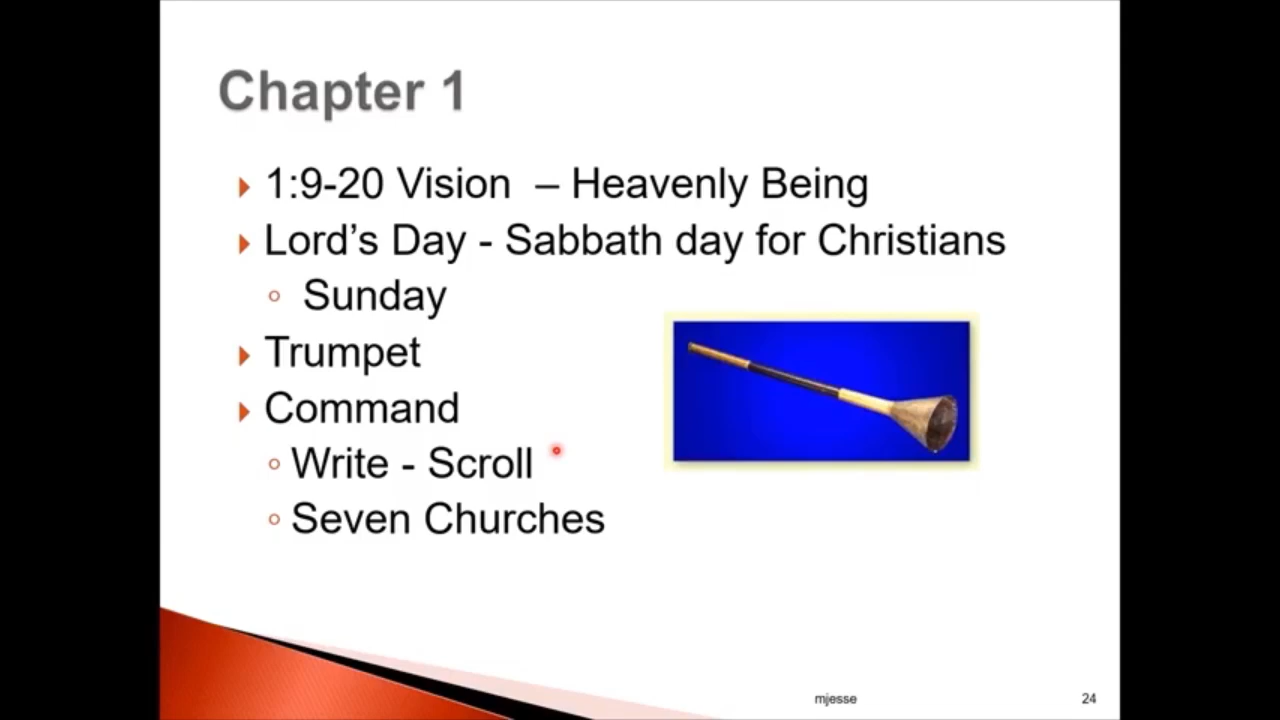 Chapter 1
1:9-20 Vision – Heavenly Being
Lord’s Day - Sabbath day for Christians
Sunday
Trumpet
Command
Write - Scroll
Seven Churches
mjesse
24